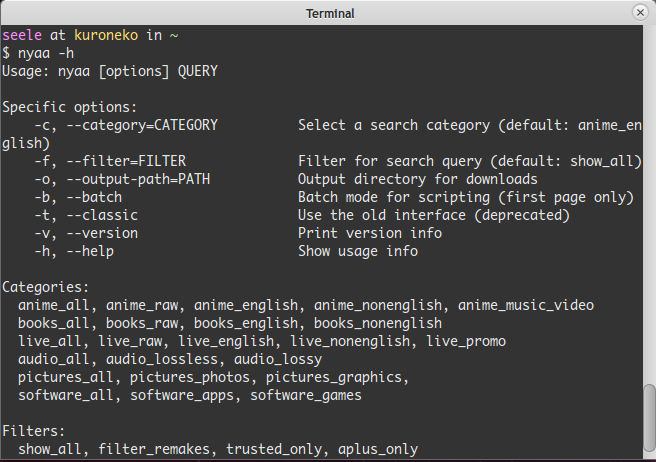 Terminal
seele at kuroneko in ~
$ nyaa -h
Usage: nyaa [options] QUERY
Specific options:
-c, --category=CATEGORY Select a search category (default: anime_en
glish)
-f, --filter=FILTER Filter for search query (default: show_all)
-o, --output-path=PATH Output directory for downloads
-b, --batch Batch mode for scripting (first page only)
-t, --classic Use the old interface (deprecated)
-v, --version Print version info
-h, --help Show usage info
Categories:
anime_all, anime_raw, anime_english, anime_nonenglish, anime_music_video
books_all, books_raw, books_english, books_nonenglish
live_all, live_raw, live_english, live_nonenglish, live_promo
audio_all, audio_lossless, audio_lossy
pictures_all, pictures_photos, pictures_graphics,
software_all, software_apps, software_games
Filters:
show_all, filter_remakes, trusted_only, aplus_only